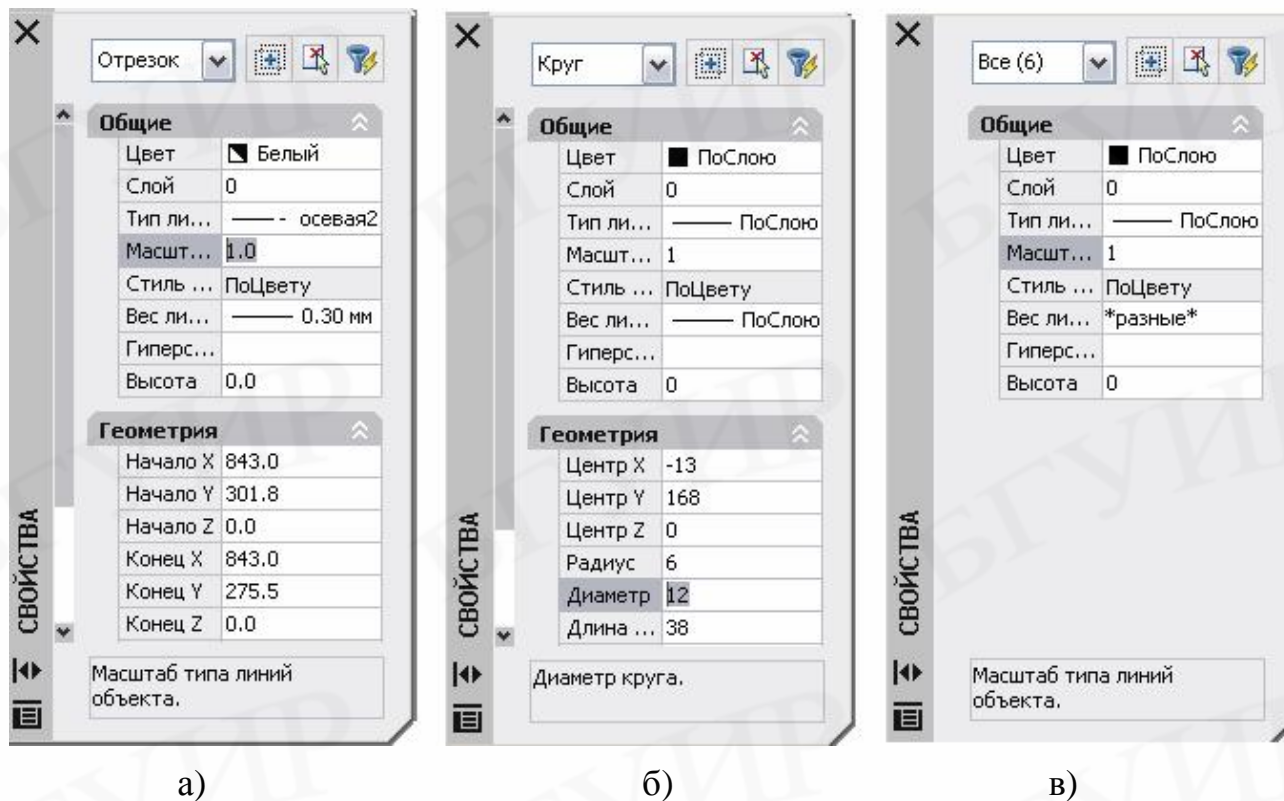 Отрезок
Общие
Цвет Белый
Слой 0
Тип ли... осевая2
Масшт... 1.0
Стиль ... ПоЦвету
Вес ли... 0.30 мм
Гиперс...
Высота 0.0
Геометрия
Начало X 843.0
Начало Y 301.8
Начало Z 0.0
Конец X 843.0
Конец Y 275.5
Конец Z 0.0
СВОЙСТВА
Масштаб типа линий
объекта.
а)
Круг
Общие
Цвет ПоСлою
Слой 0
Тип ли... ПоСлою
Масшт... 1
Стиль ... ПоЦвету
Вес ли... ПоСлою
Гиперс...
Высота 0
Геометрия
Центр X -13
Центр Y 168
Центр Z 0
Радиус 6
Диаметр 12
Длина ... 38
СВОЙСТВА
Диаметр круга.
б)
Все (6)
Общие
Цвет ПоСлою
Слой 0
Тип ли... ПоСлою
Масшт... 1
Стиль ... ПоЦвету
Вес ли... *разные*
Гиперс...
Высота 0
СВОЙСТВА
Масштаб типа линий
объекта.
в)
БГУИР